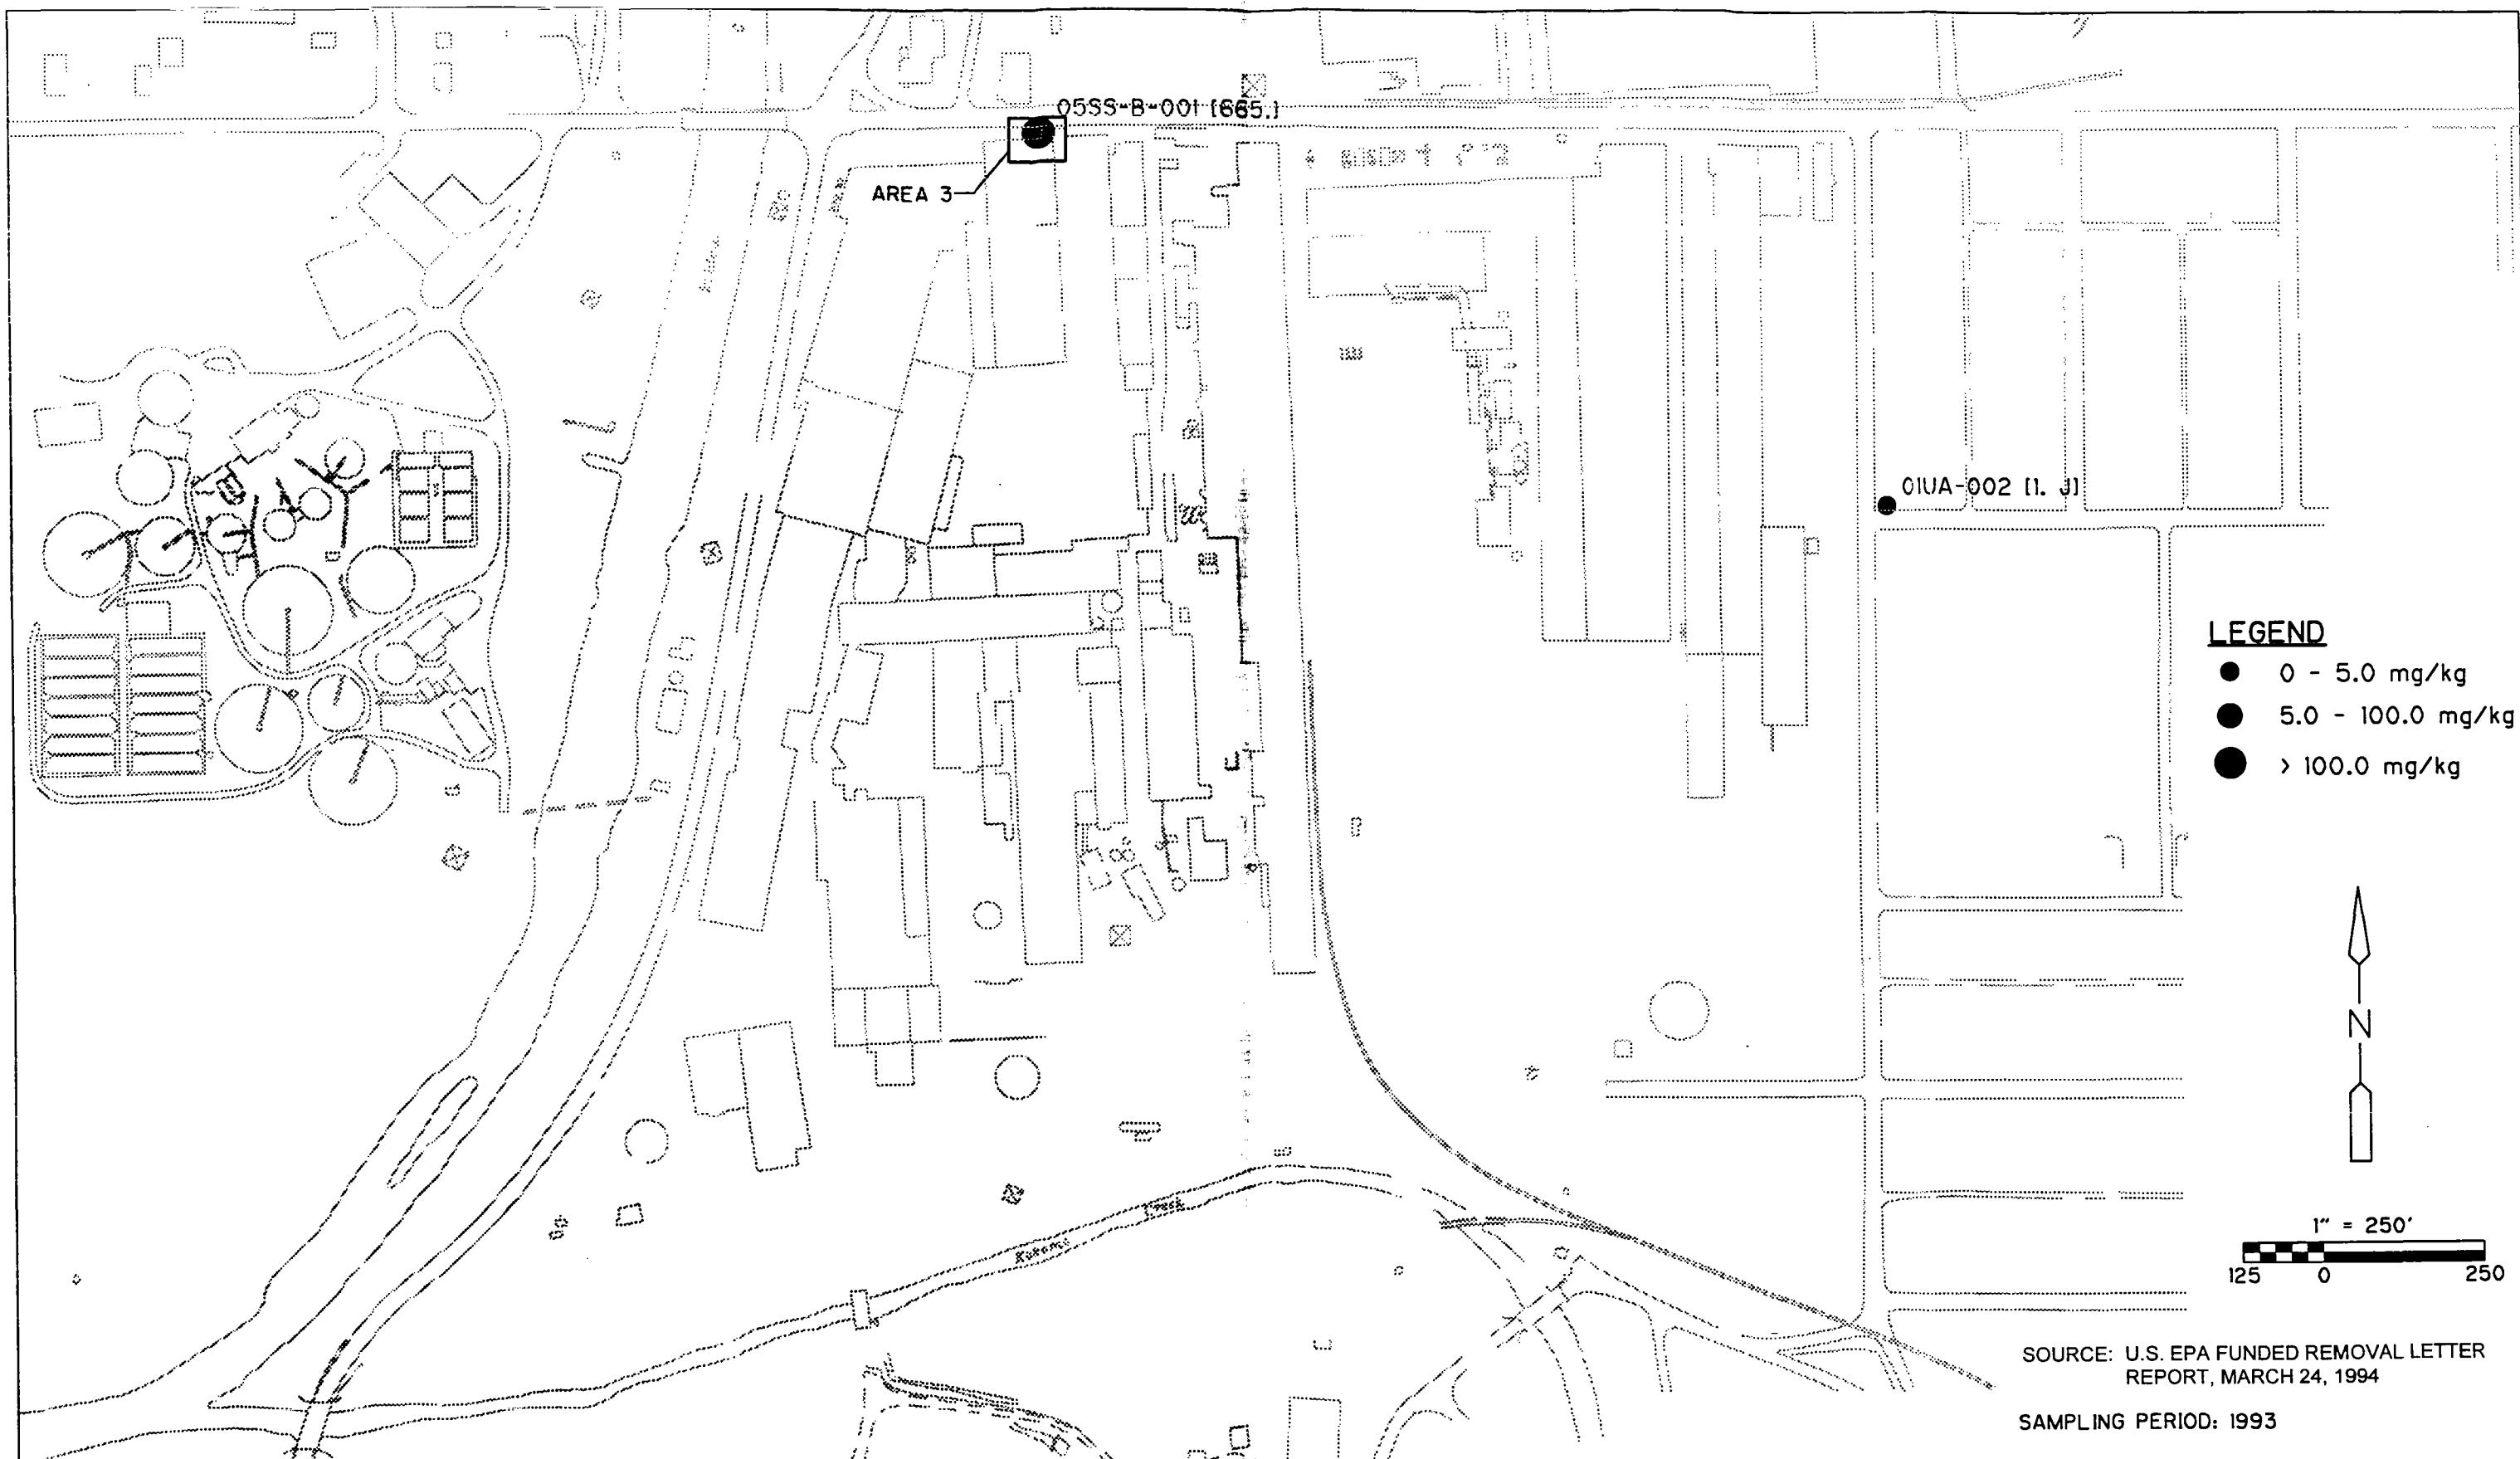 05SS-B-001 [665.]
AREA 3
01UA-002 [1. J]
LEGEND
0 - 5.0 mg/kg
5.0 - 100.0 mg/kg
> 100.0 mg/kg
N
1" = 250'
125 0 250
Kokomo
Creek
SOURCE: U.S. EPA FUNDED REMOVAL LETTER
REPORT, MARCH 24, 1994
SAMPLING PERIOD: 1993